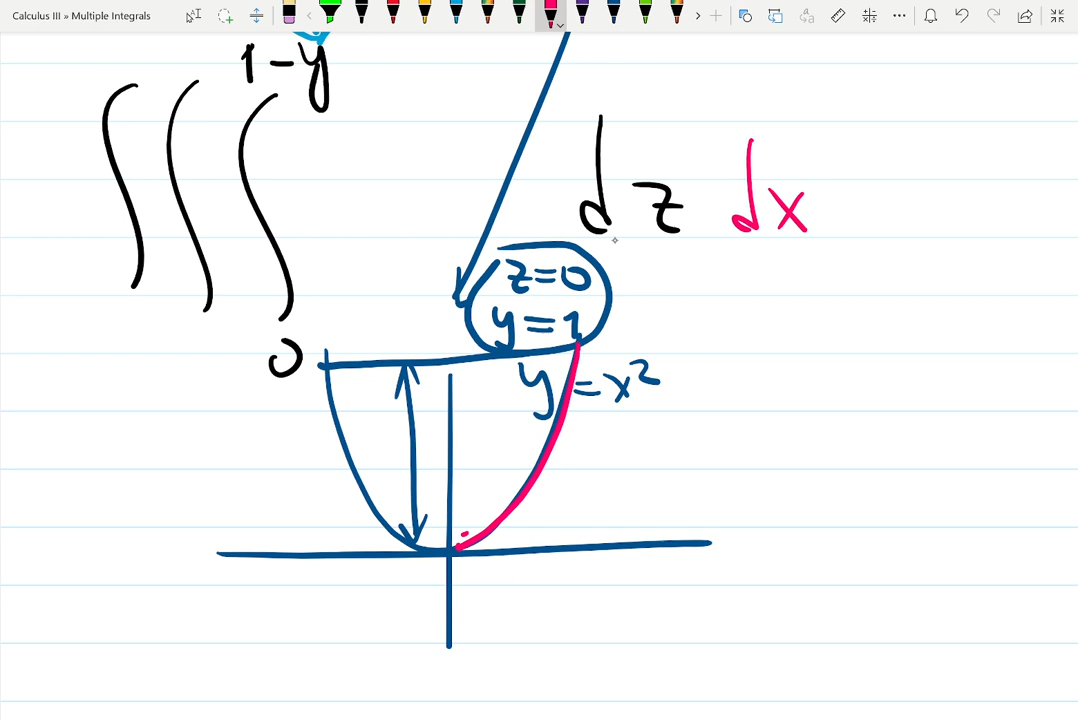 Calculus III » Multiple Integrals
1-y
∫∫∫ dz dx
0
z=0
y=1
y=x²